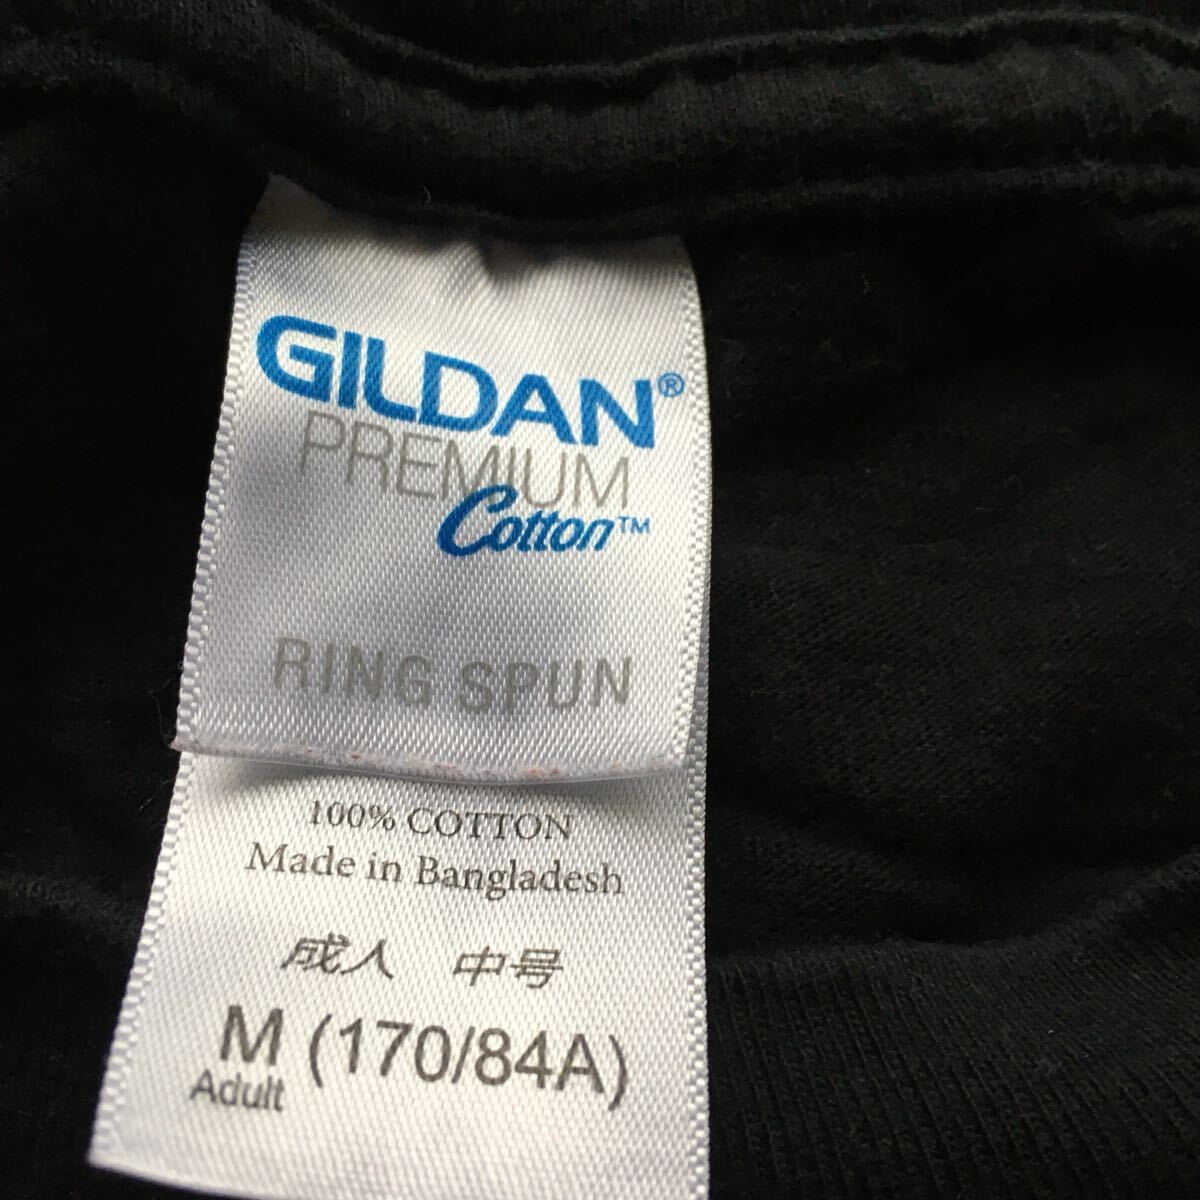 GILDAN®
PREMIUM
Cotton™
RING SPUN
100% COTTON
Made in Bangladesh
成人 中号
M (170/84A)
Adult